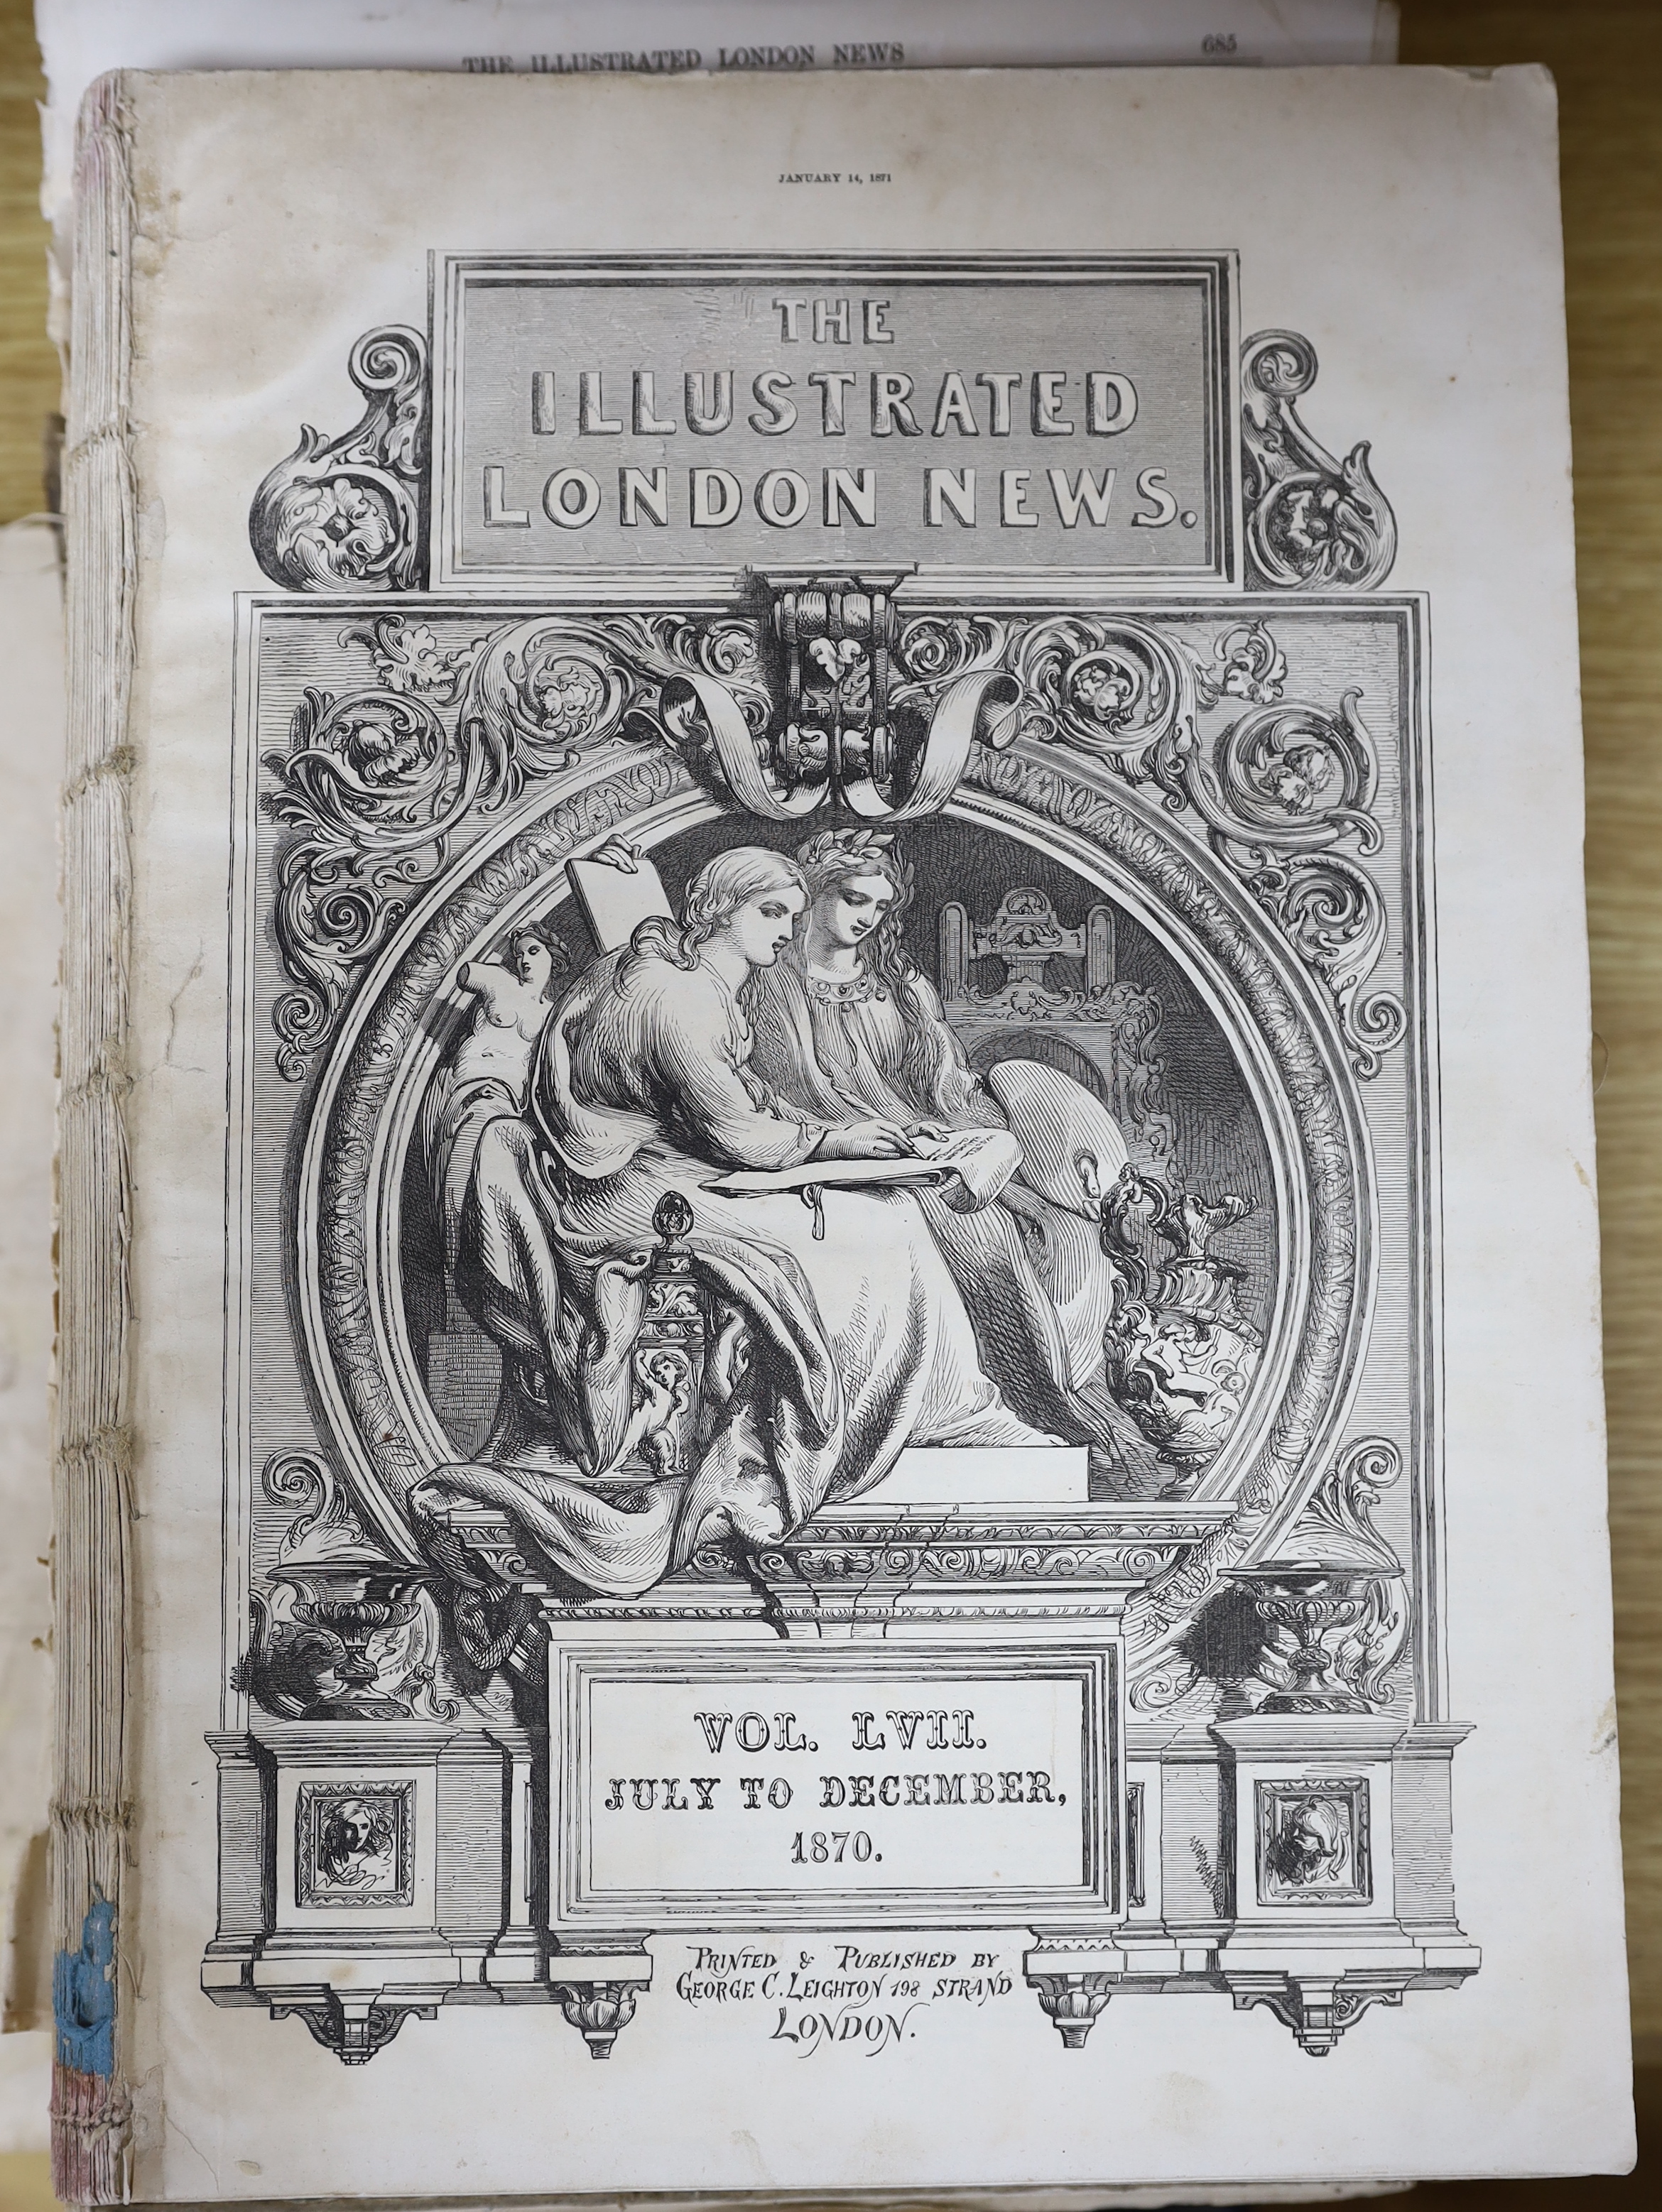 THE ILLUSTRATED LONDON NEWS 685
JANUARY 14, 1871
THE
ILLUSTRATED
LONDON NEWS.
VOL. LVII.
JULY TO DECEMBER,
1870.
PRINTED & PUBLISHED BY
GEORGE C. LEIGHTON 198 STRAND
LONDON.